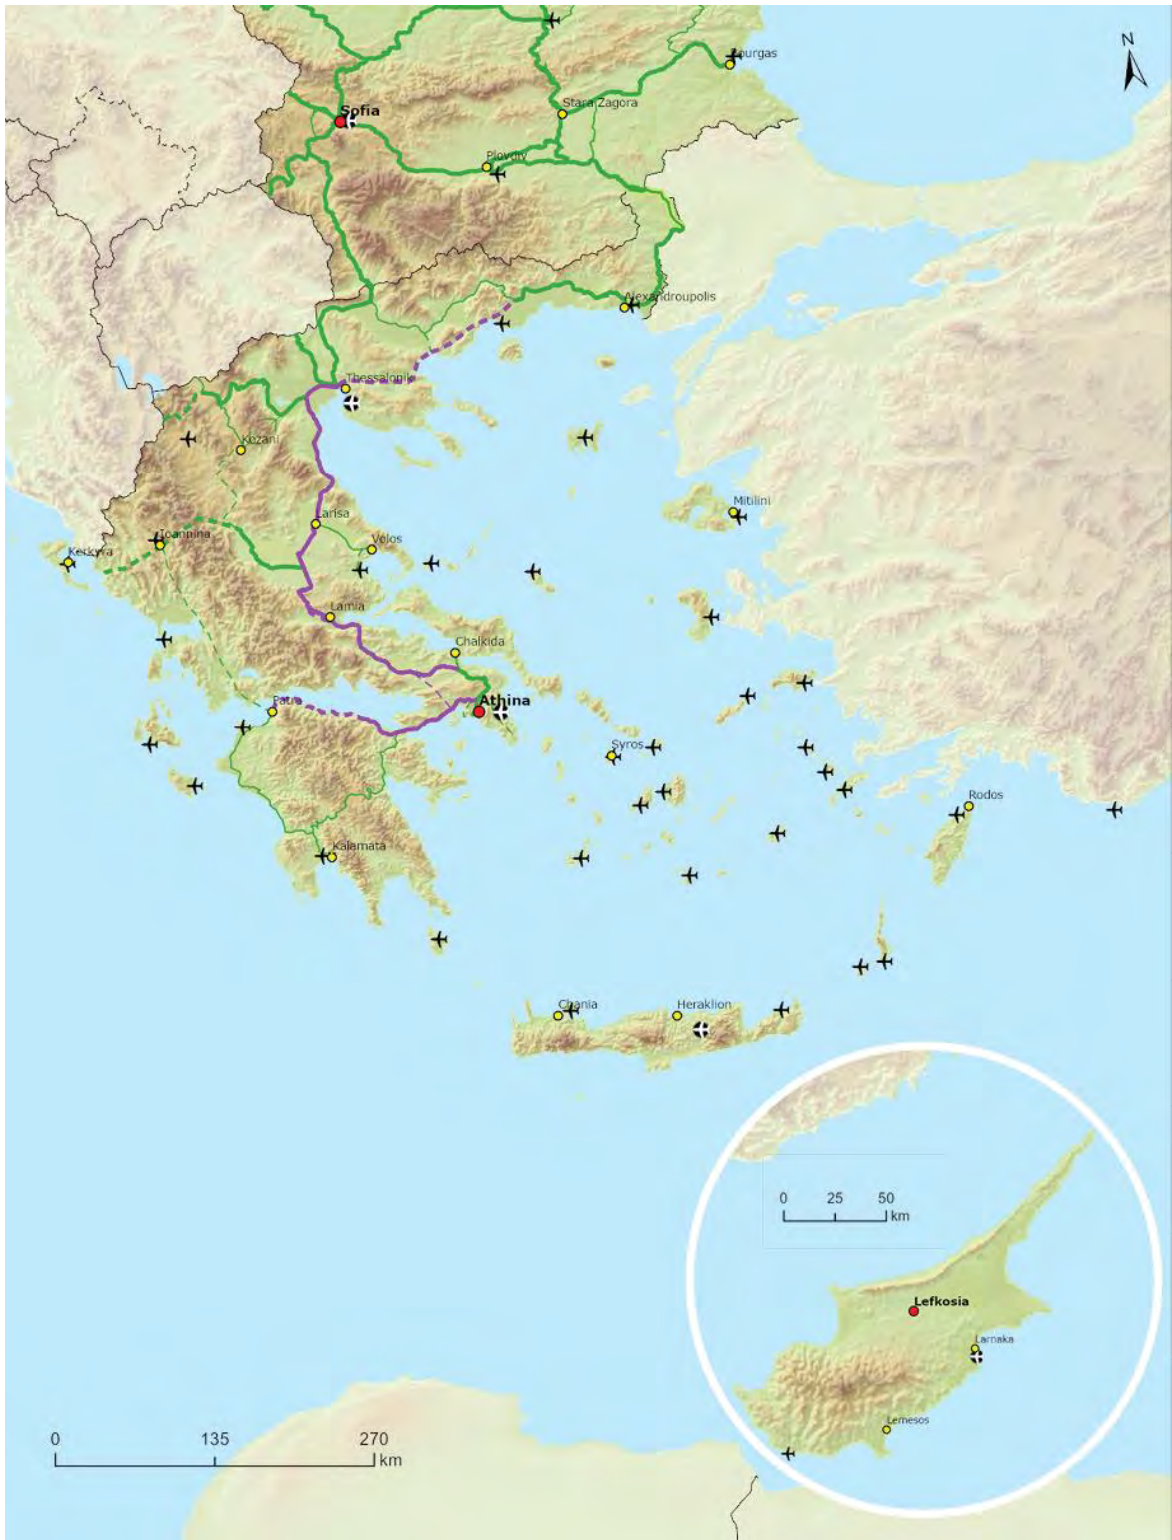 N
Bourgas
Stara Zagora
Sofia
Plovdiv
Alexandroupolis
Thessaloniki
Kozani
Mitilini
Larisa
Ioannina
Volos
Kerkyra
Lamia
Chalkida
Patra
Athina
Syros
Rodos
Kalamata
Chania
Heraklion
0 25 50
km
Lefkosia
Larnaka
Lemesos
0 135 270
km